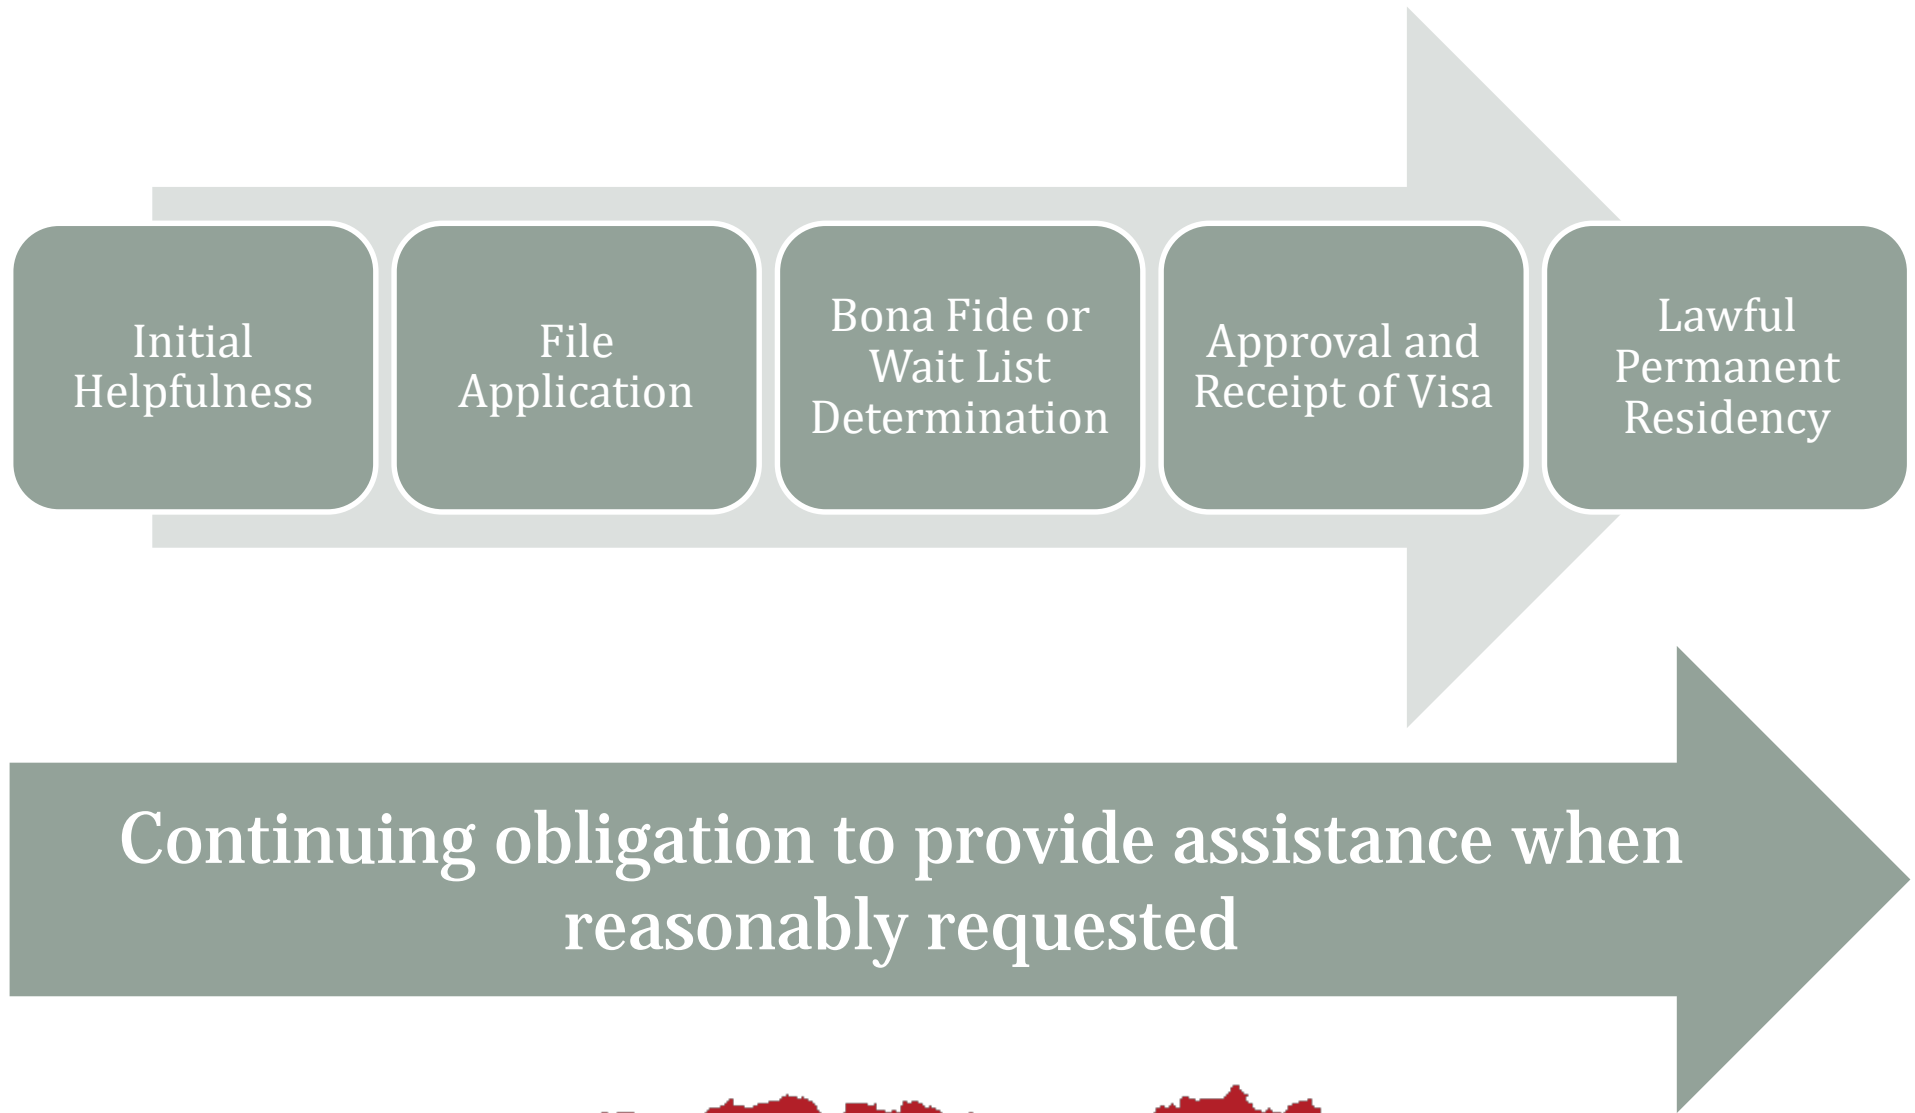 Initial
Helpfulness
File
Application
Bona Fide or
Wait List
Determination
Approval and
Receipt of Visa
Lawful
Permanent
Residency
Continuing obligation to provide assistance when
reasonably requested